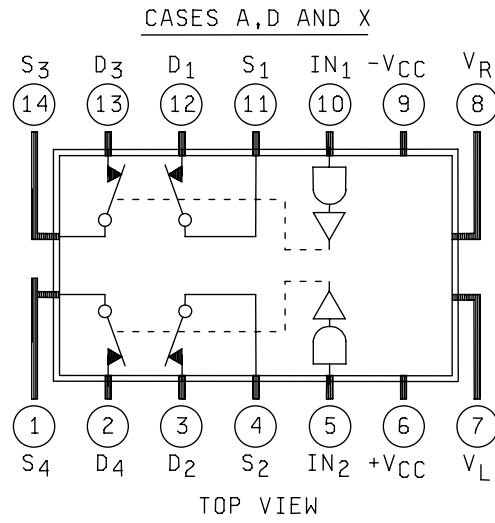 CASES A,D AND X
S3 D3 D1 S1 IN1 -VCC VR
14 13 12 11 10 9 8
1 2 3 4 5 6 7
S4 D4 D2 S2 IN2 +VCC VL
TOP VIEW